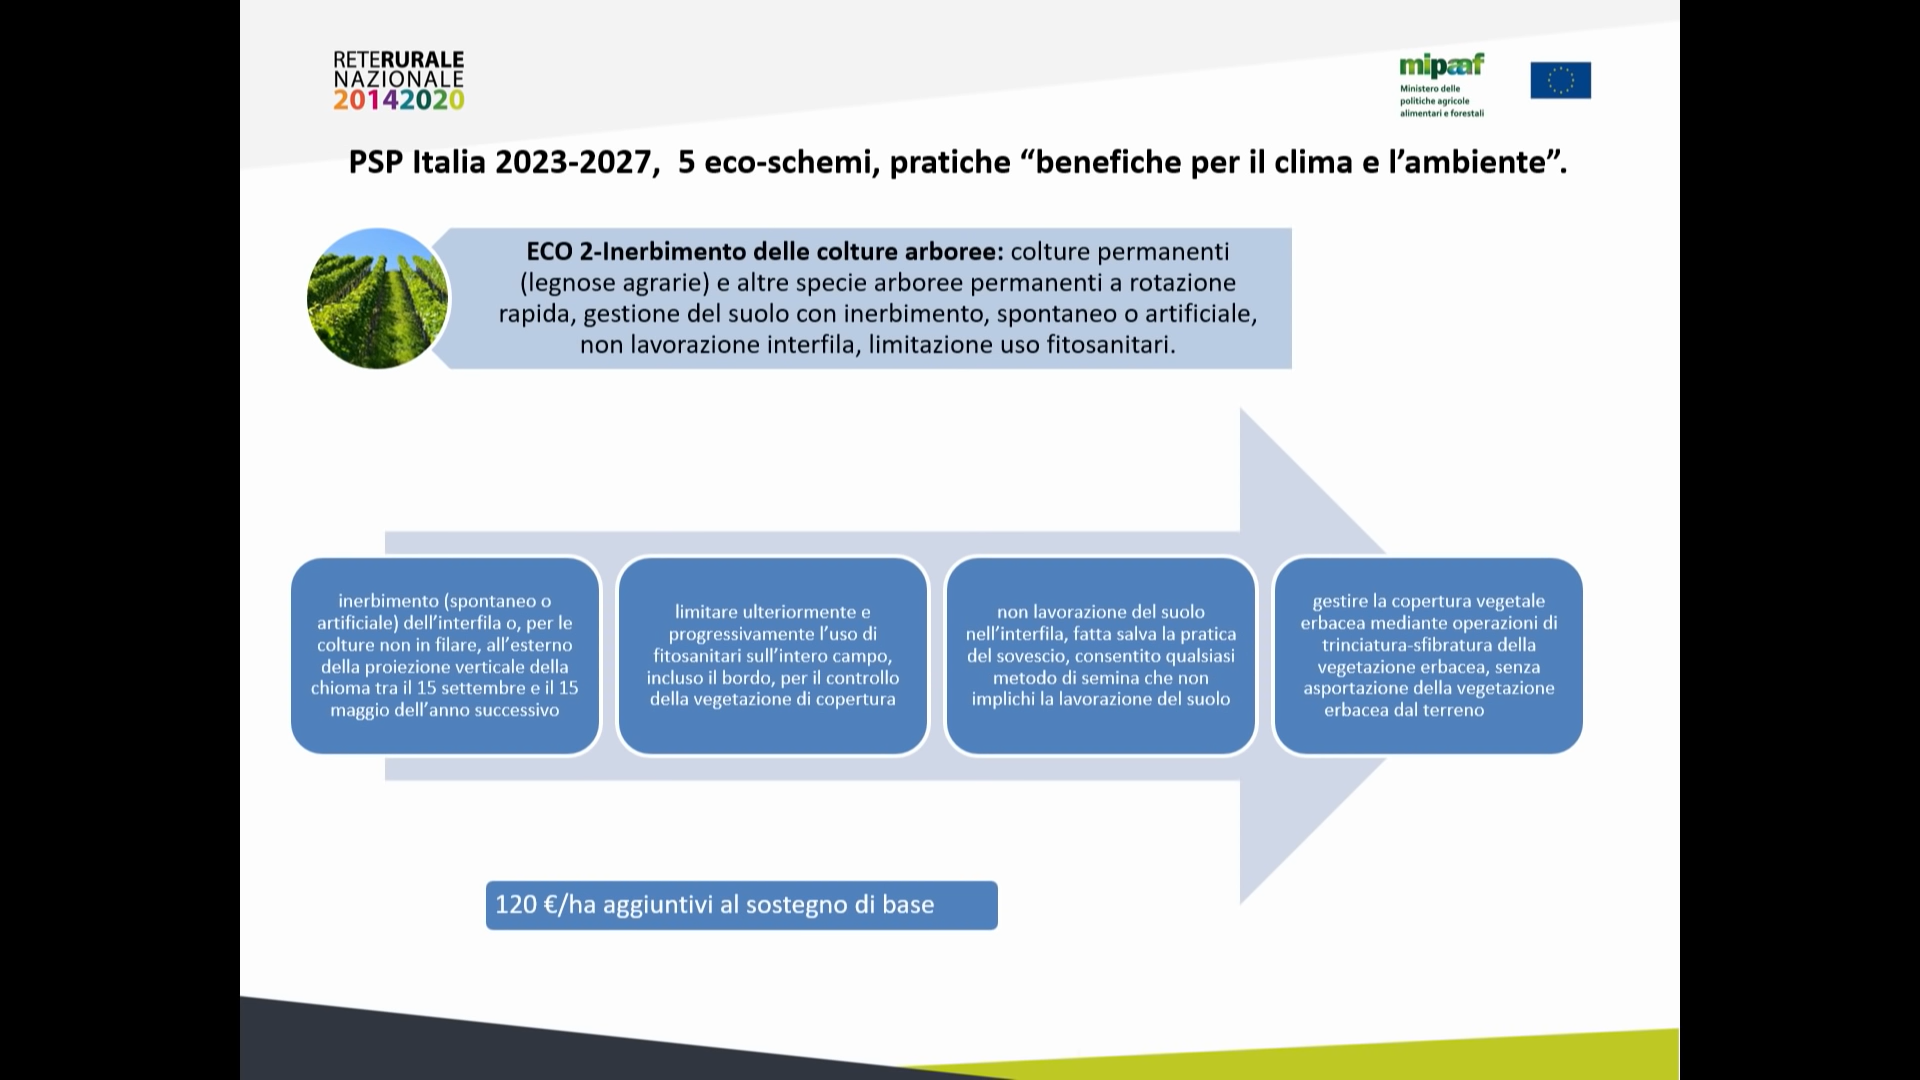 RETERURALE
NAZIONALE
20142020
mipaaf
Ministero delle
politiche agricole
alimentari e forestali
PSP Italia 2023-2027,  5 eco-schemi, pratiche “benefiche per il clima e l’ambiente”.
ECO 2-Inerbimento delle colture arboree: colture permanenti
(legnose agrarie) e altre specie arboree permanenti a rotazione
rapida, gestione del suolo con inerbimento, spontaneo o artificiale,
non lavorazione interfila, limitazione uso fitosanitari.
inerbimento (spontaneo o
artificiale) dell’interfila o, per le
colture non in filare, all’esterno
della proiezione verticale della
chioma tra il 15 settembre e il 15
maggio dell’anno successivo
limitare ulteriormente e
progressivamente l’uso di
fitosanitari sull’intero campo,
incluso il bordo, per il controllo
della vegetazione di copertura
non lavorazione del suolo
nell’interfila, fatta salva la pratica
del sovescio, consentito qualsiasi
metodo di semina che non
implichi la lavorazione del suolo
gestire la copertura vegetale
erbacea mediante operazioni di
trinciatura-sfibratura della
vegetazione erbacea, senza
asportazione della vegetazione
erbacea dal terreno
120 €/ha aggiuntivi al sostegno di base